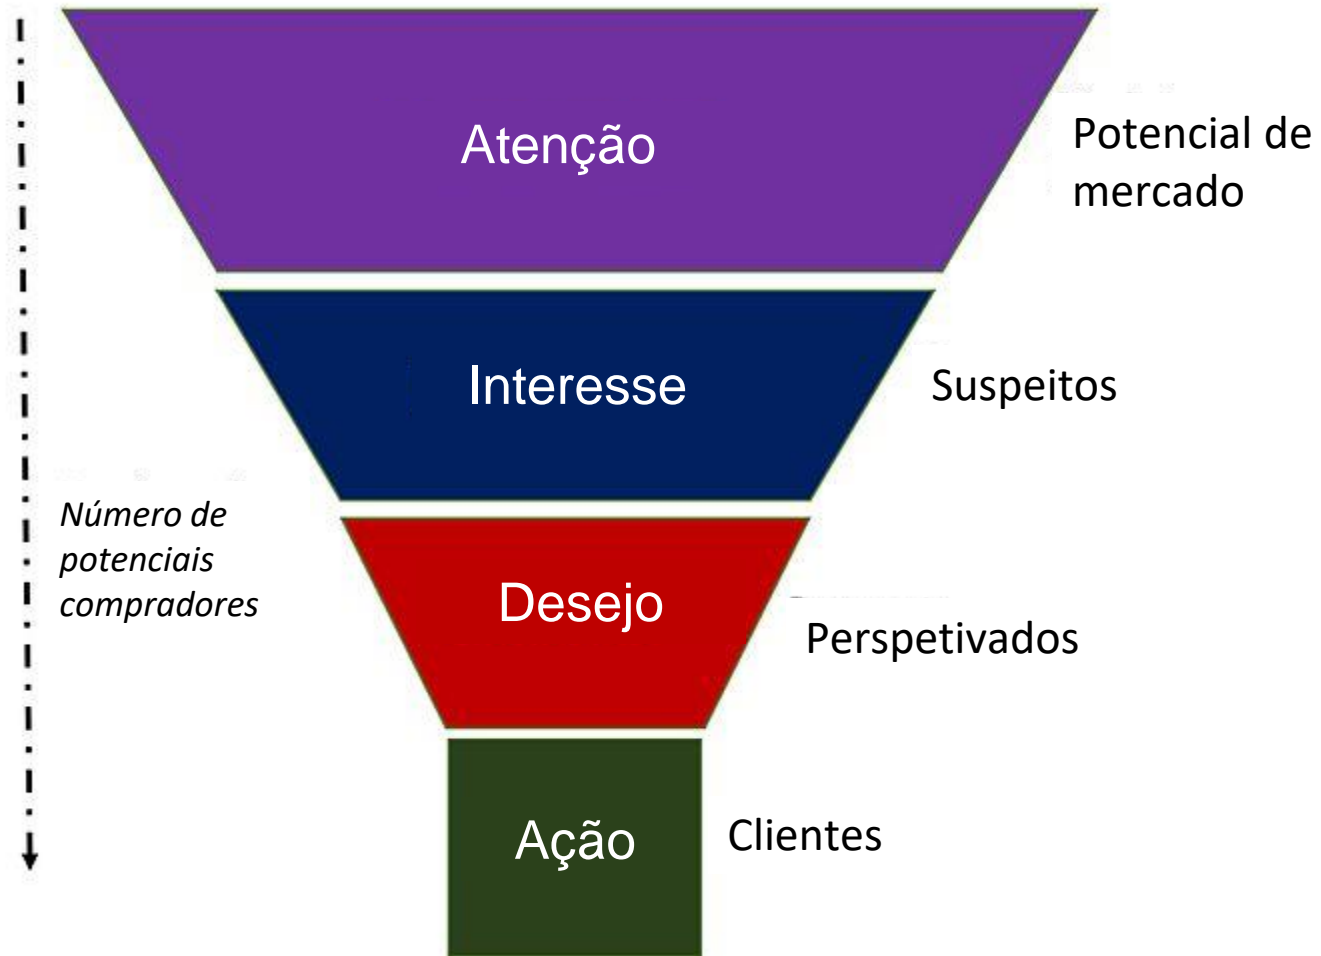 Atenção
Potencial de
mercado
Interesse
Suspeitos
Número de
potenciais
compradores
Desejo
Perspetivados
Ação
Clientes